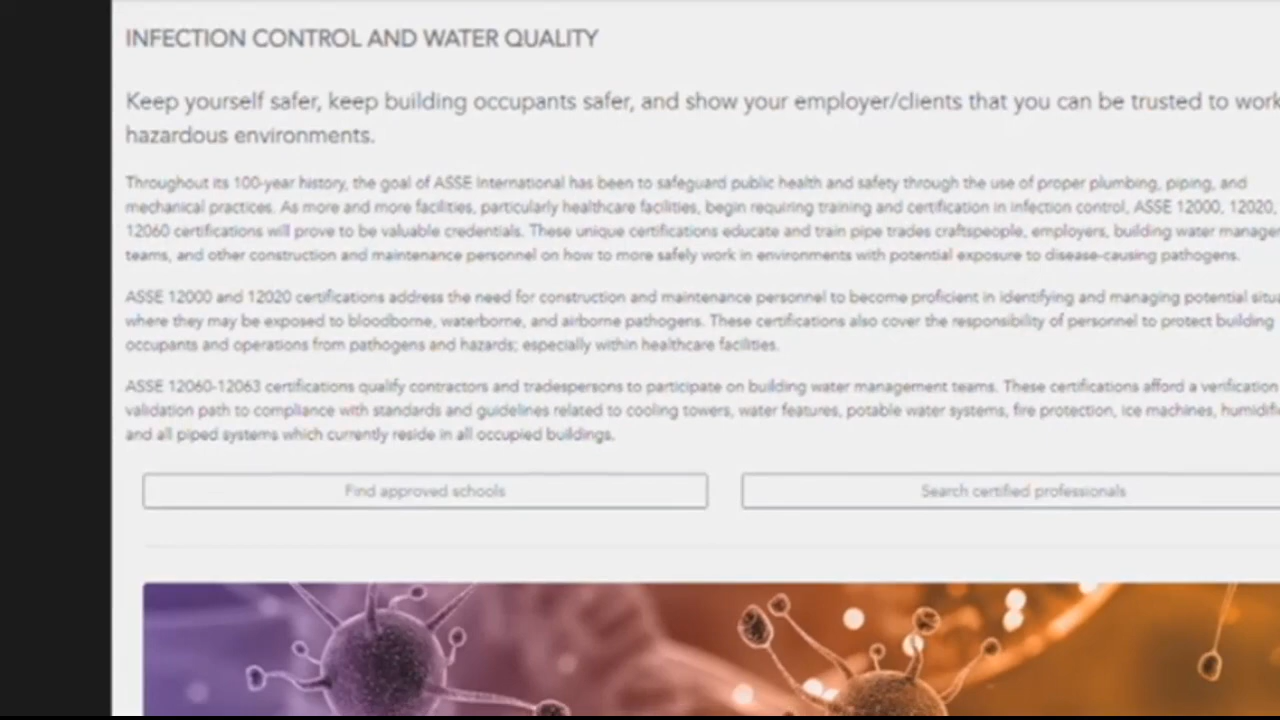 INFECTION CONTROL AND WATER QUALITY
Keep yourself safer, keep building occupants safer, and show your employer/clients that you can be trusted to work
hazardous environments.
Throughout its 100-year history, the goal of ASSE International has been to safeguard public health and safety through the use of proper plumbing, piping, and
mechanical practices. As more and more facilities, particularly healthcare facilities, begin requiring training and certification in infection control, ASSE 12000, 12020,
12060 certifications will prove to be valuable credentials. These unique certifications educate and train pipe trades craftspeople, employers, building water
teams, and other construction and maintenance personnel on how to more safely work in environments with potential exposure to disease-causing pathogens.
ASSE 12000 and 12020 certifications address the need for construction and maintenance personnel to become proficient in identifying and managing potential
where they may be exposed to bloodborne, waterborne, and airborne pathogens. These certifications also cover the responsibility of personnel to protect building
occupants and operations from pathogens and hazards; especially within healthcare facilities.
ASSE 12060-12063 certifications qualify contractors and tradespersons to participate on building water management teams. These certifications afford a verification
validation path to compliance with standards and guidelines related to cooling towers, water features, potable water systems, fire protection, ice machines,
and all piped systems which currently reside in all occupied buildings.
Find approved schools
Search certified professionals